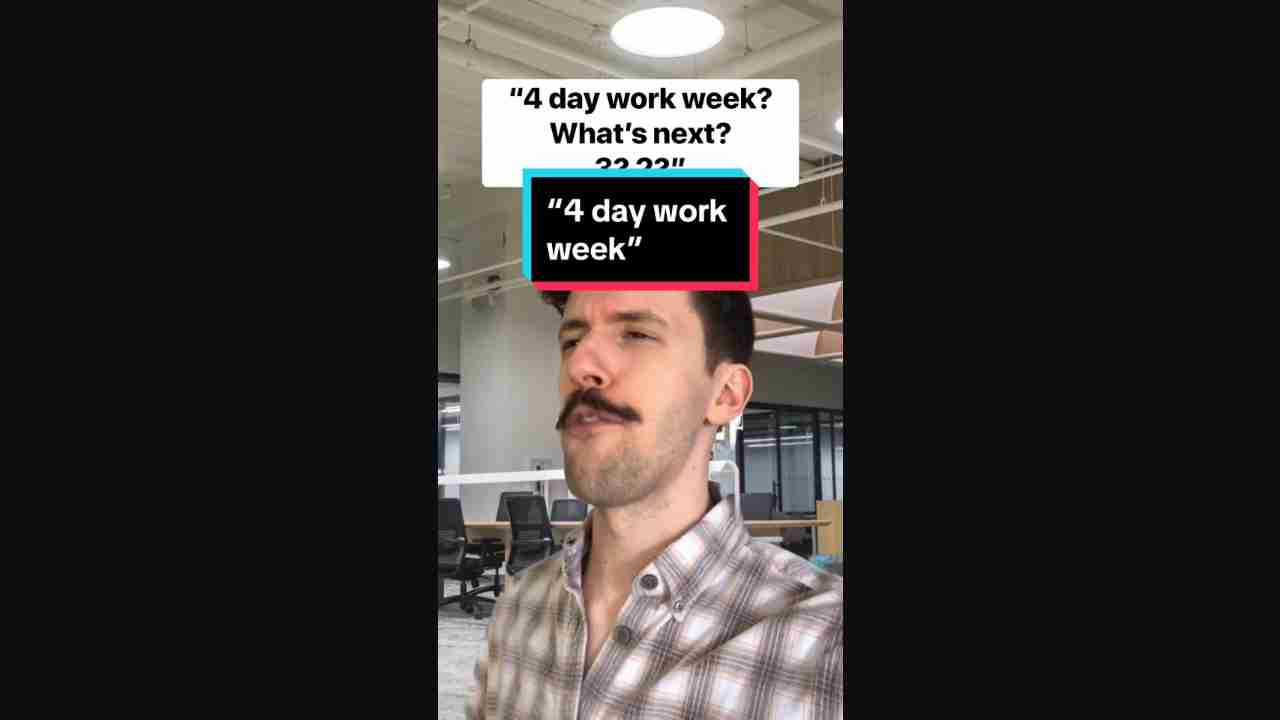 “4 day work week?
What’s next?
“4 day work
week”